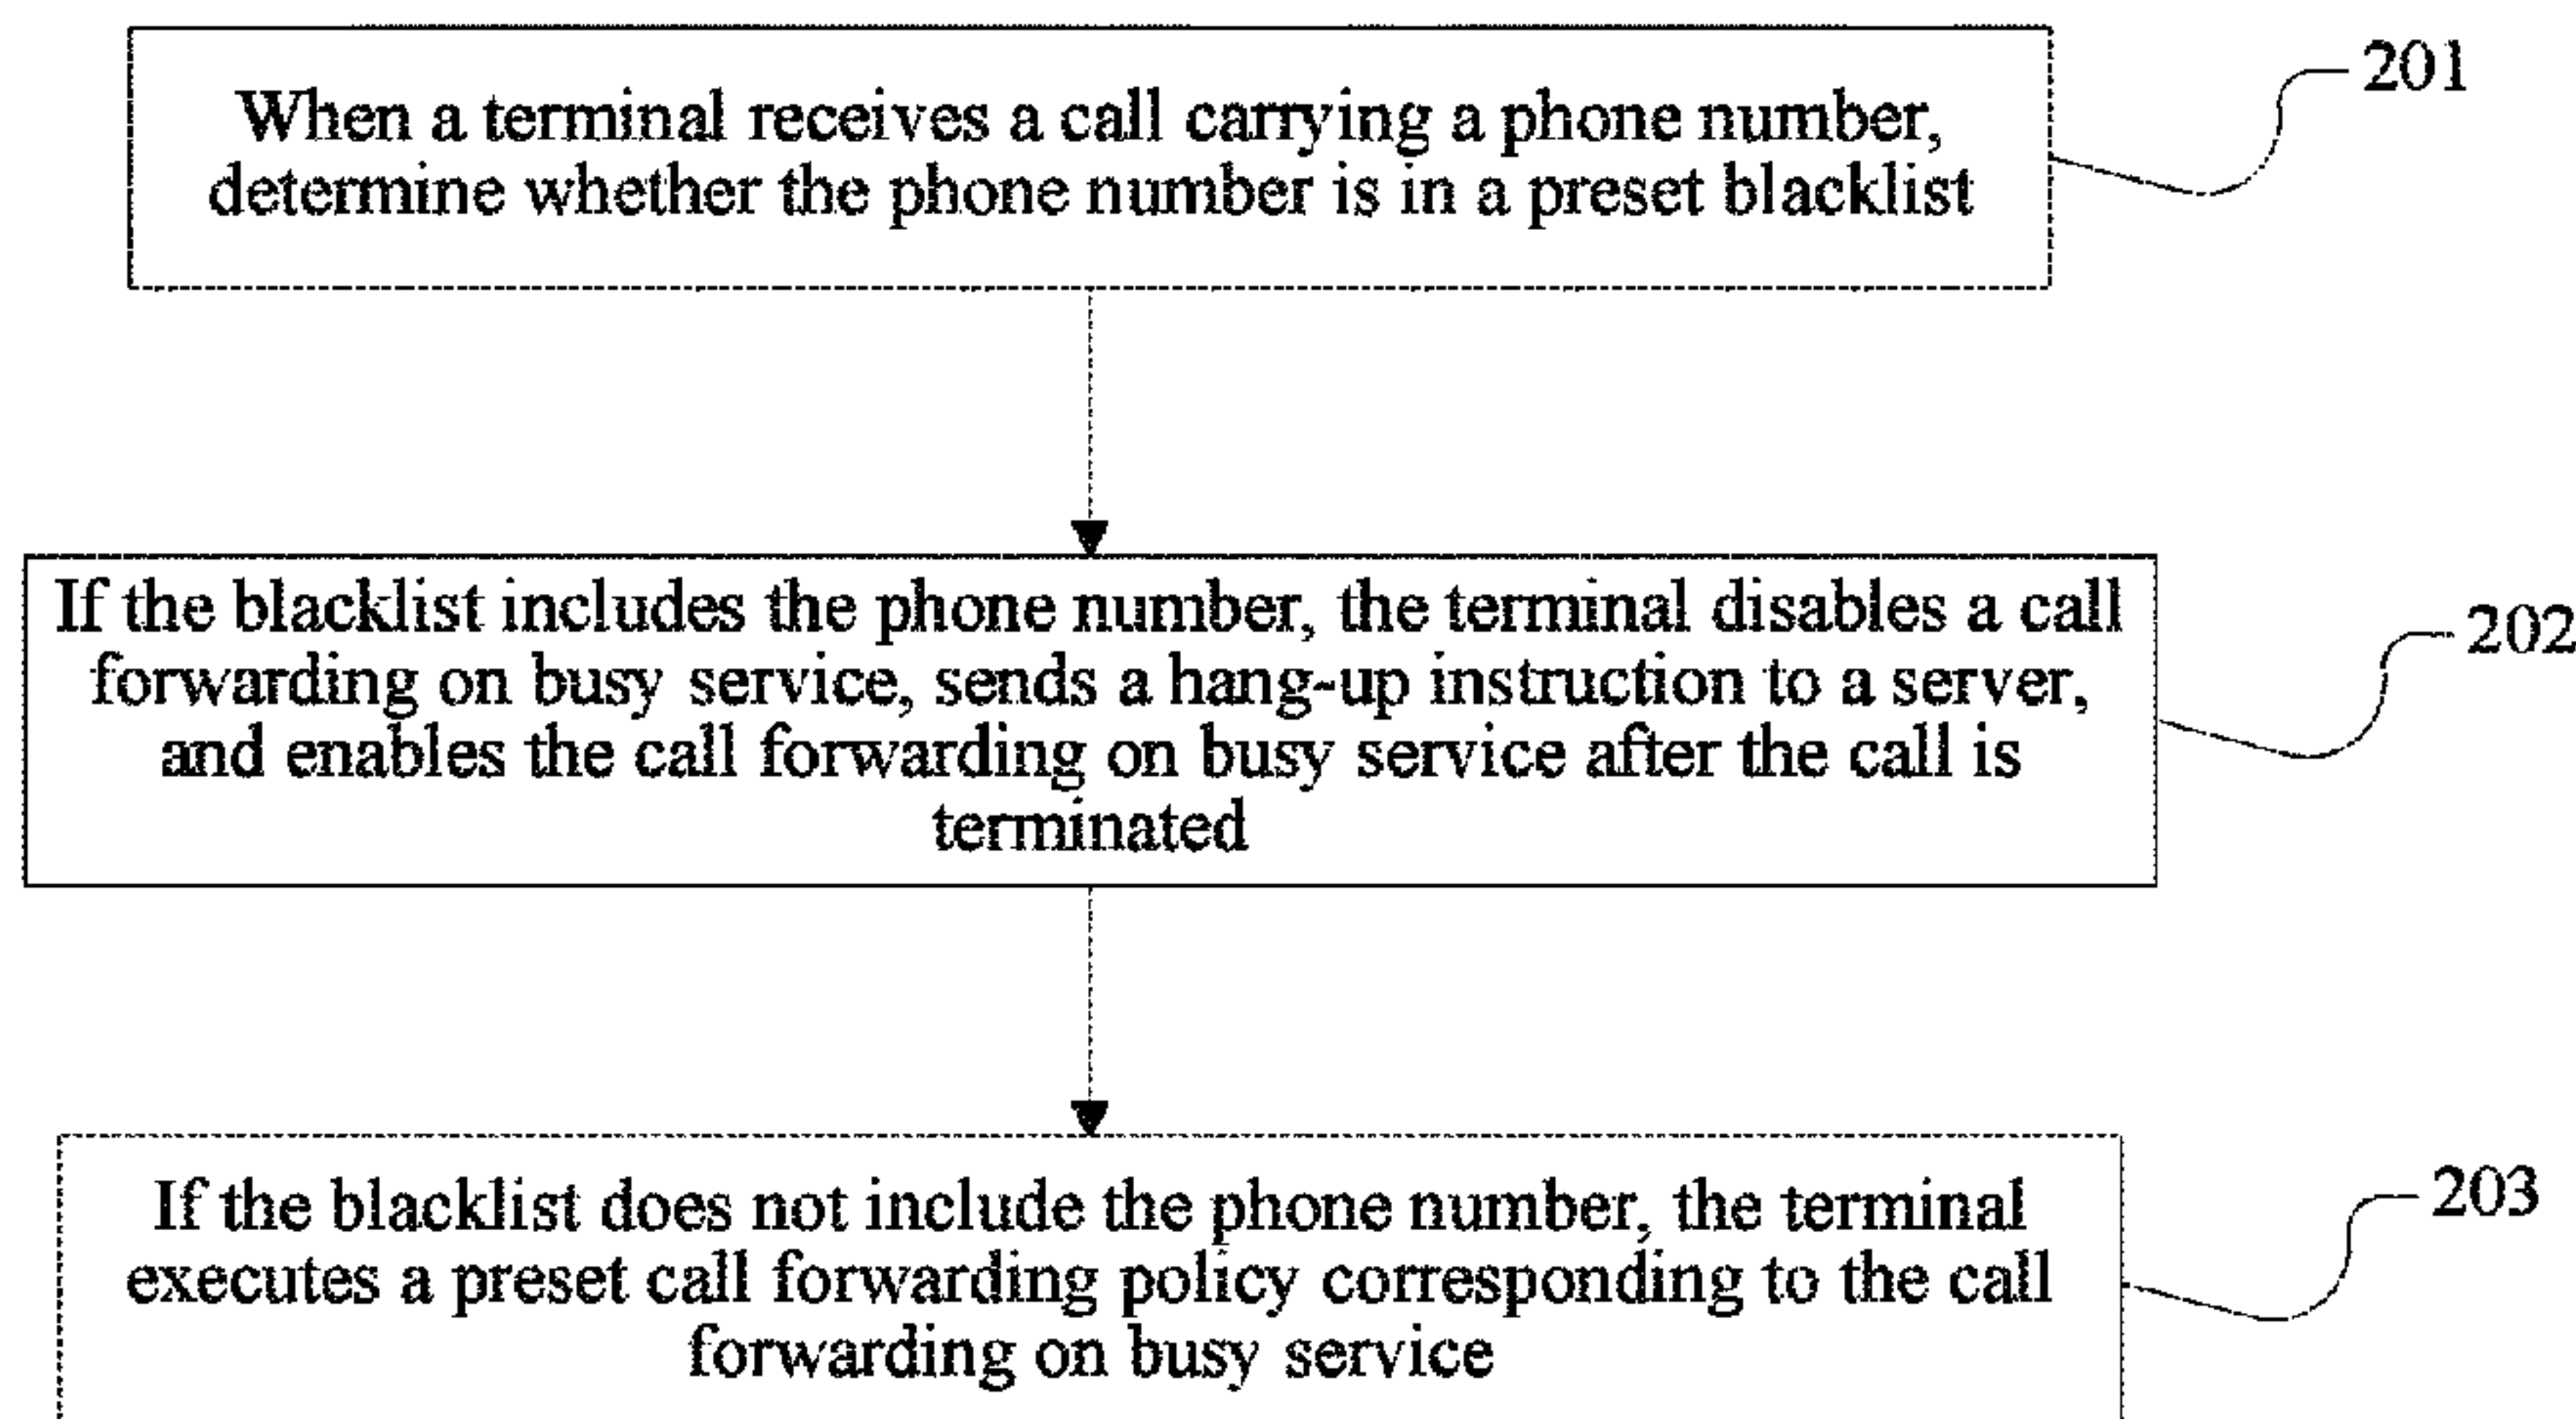 When a terminal receives a call carrying a phone number,
determine whether the phone number is in a preset blacklist
201
If the blacklist includes the phone number, the terminal disables a call
forwarding on busy service, sends a hang-up instruction to a server,
and enables the call forwarding on busy service after the call is
terminated
202
If the blacklist does not include the phone number, the terminal
executes a preset call forwarding policy corresponding to the call
forwarding on busy service
203